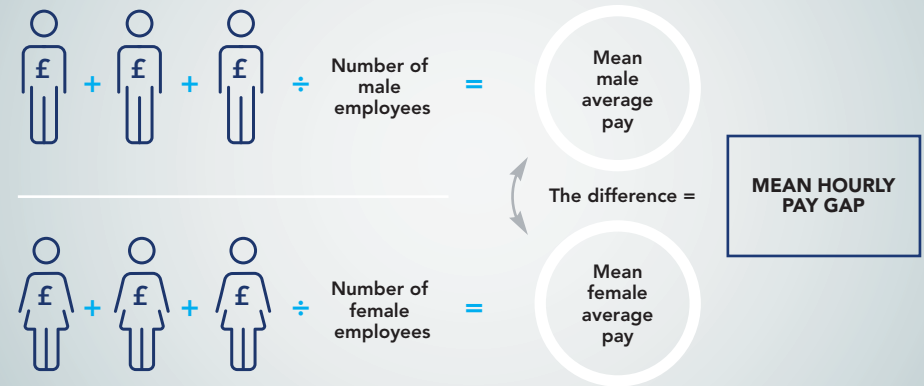 £ + £ + £ ÷ Number of
male
employees
=
Mean
male
average
pay
The difference =
MEAN HOURLY
PAY GAP
£ + £ + £ ÷ Number of
female
employees
=
Mean
female
average
pay